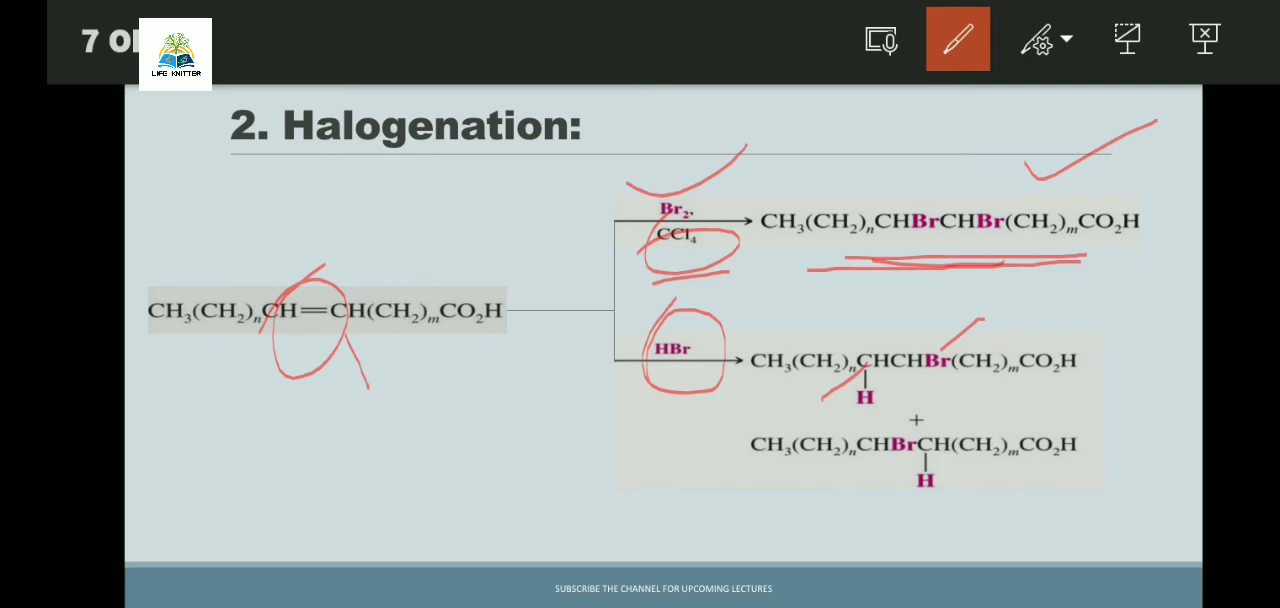 7 O
LIFE KNITTER
2. Halogenation:
Br₂,
CCl₄
CH₃(CH₂)ₙCHBrCHBr(CH₂)ₘCO₂H
CH₃(CH₂)ₙCH=CH(CH₂)ₘCO₂H
HBr
CH₃(CH₂)ₙCHCHBr(CH₂)ₘCO₂H
H
+
CH₃(CH₂)ₙCHBrCH(CH₂)ₘCO₂H
H
SUBSCRIBE THE CHANNEL FOR UPCOMING LECTURES